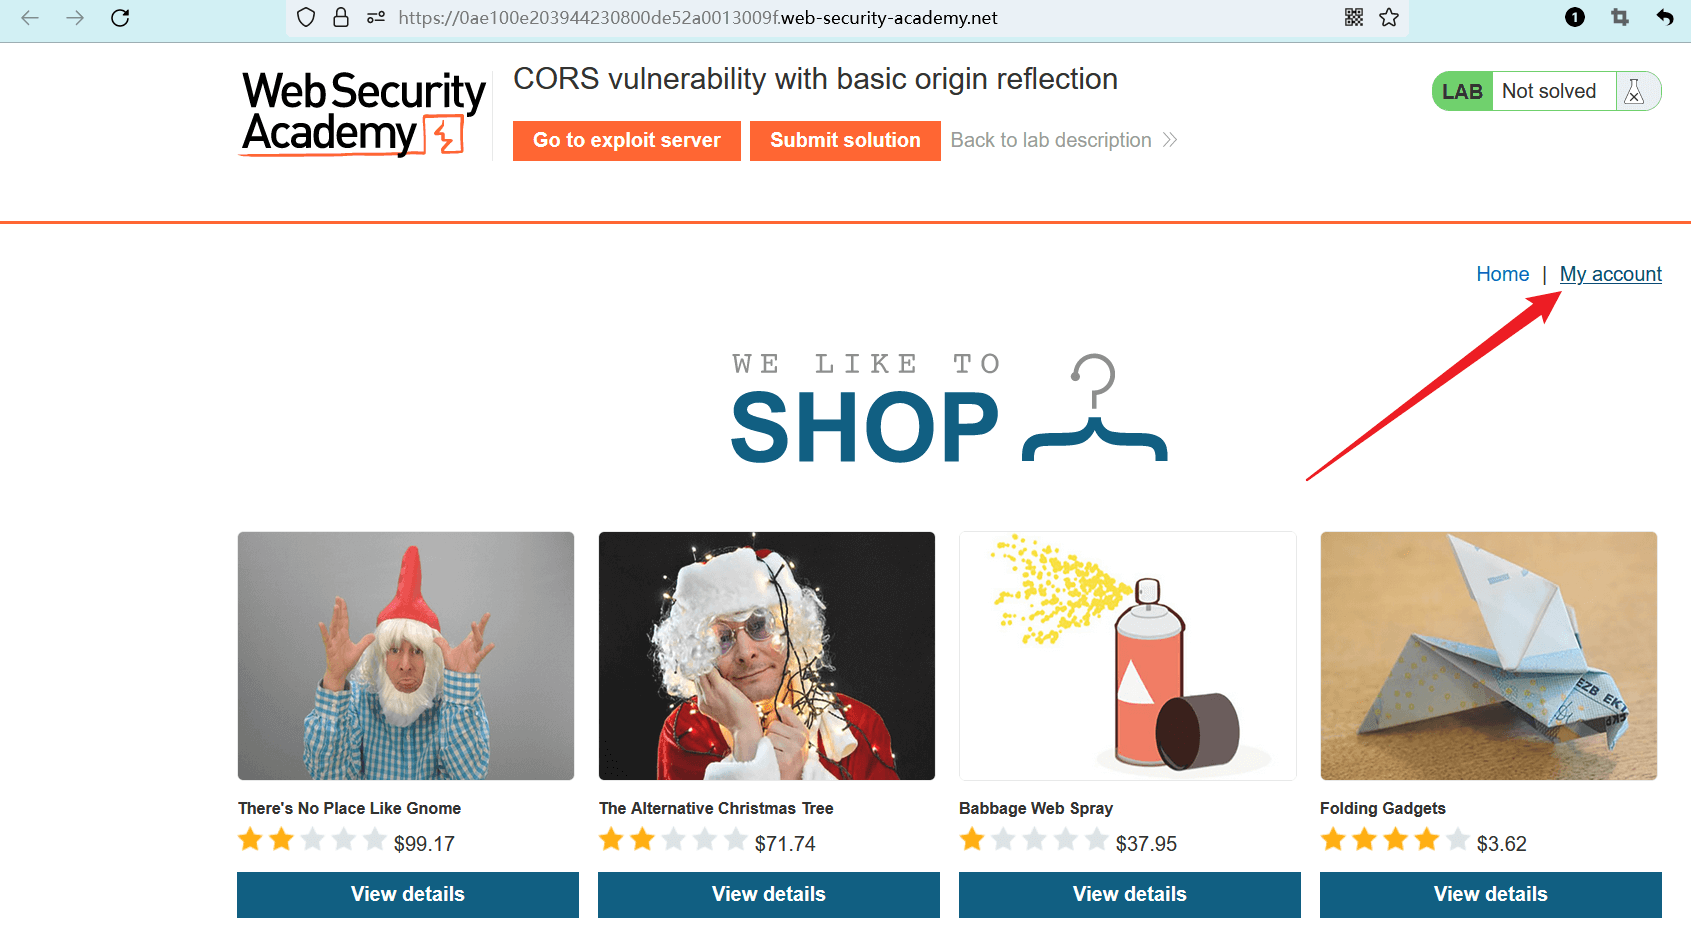 https://0ae100e203944230800de52a0013009f.web-security-academy.net
1
Web Security
Academy
CORS vulnerability with basic origin reflection
Go to exploit server
Submit solution
Back to lab description
LAB
Not solved
Home | My account
WE LIKE TO
SHOP
EZB EK
There's No Place Like Gnome
The Alternative Christmas Tree
Babbage Web Spray
Folding Gadgets
$99.17
$71.74
$37.95
$3.62
View details
View details
View details
View details